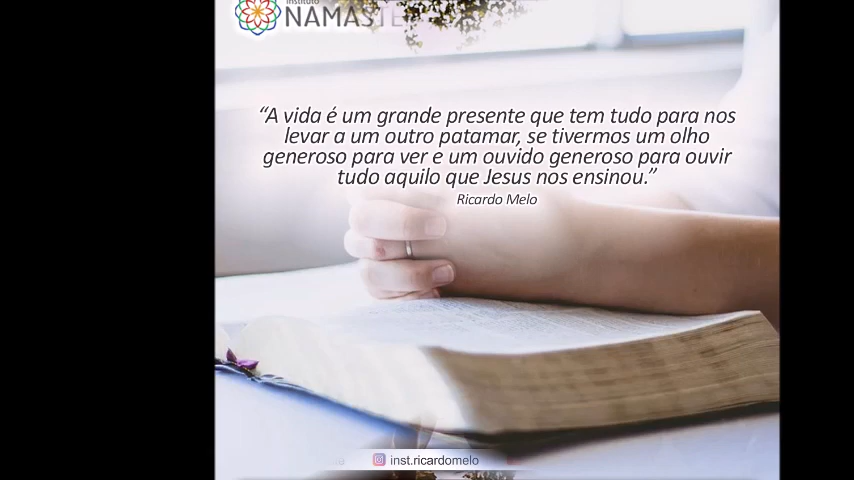 Instituto
NAMASTE
“A vida é um grande presente que tem tudo para nos
levar a um outro patamar, se tivermos um olho
generoso para ver e um ouvido generoso para ouvir
tudo aquilo que Jesus nos ensinou.”
Ricardo Melo
inst.ricardomelo